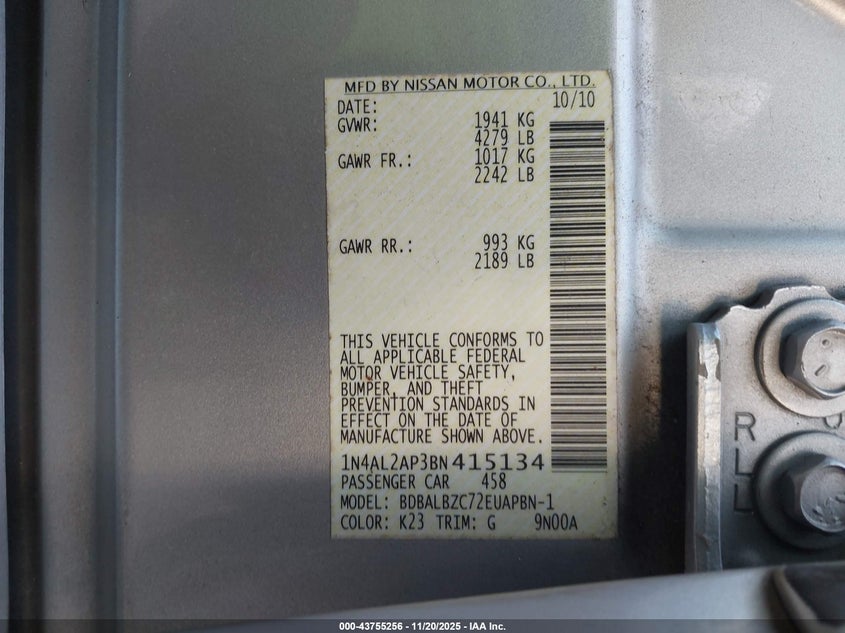 MFD BY NISSAN MOTOR CO., LTD.
DATE: 10/10
GVWR: 1941 KG
4279 LB
GAWR FR.: 1017 KG
2242 LB
GAWR RR.: 993 KG
2189 LB
THIS VEHICLE CONFORMS TO
ALL APPLICABLE FEDERAL
MOTOR VEHICLE SAFETY,
BUMPER, AND THEFT
PREVENTION STANDARDS IN
EFFECT ON THE DATE OF
MANUFACTURE SHOWN ABOVE.
1N4AL2AP3BN415134
PASSENGER CAR 458
MODEL: BDBALBZC72EUAPBN-1
COLOR: K23 TRIM: G 9N00A
RLL
000-43755256 - 11/20/2025 - IAA Inc.